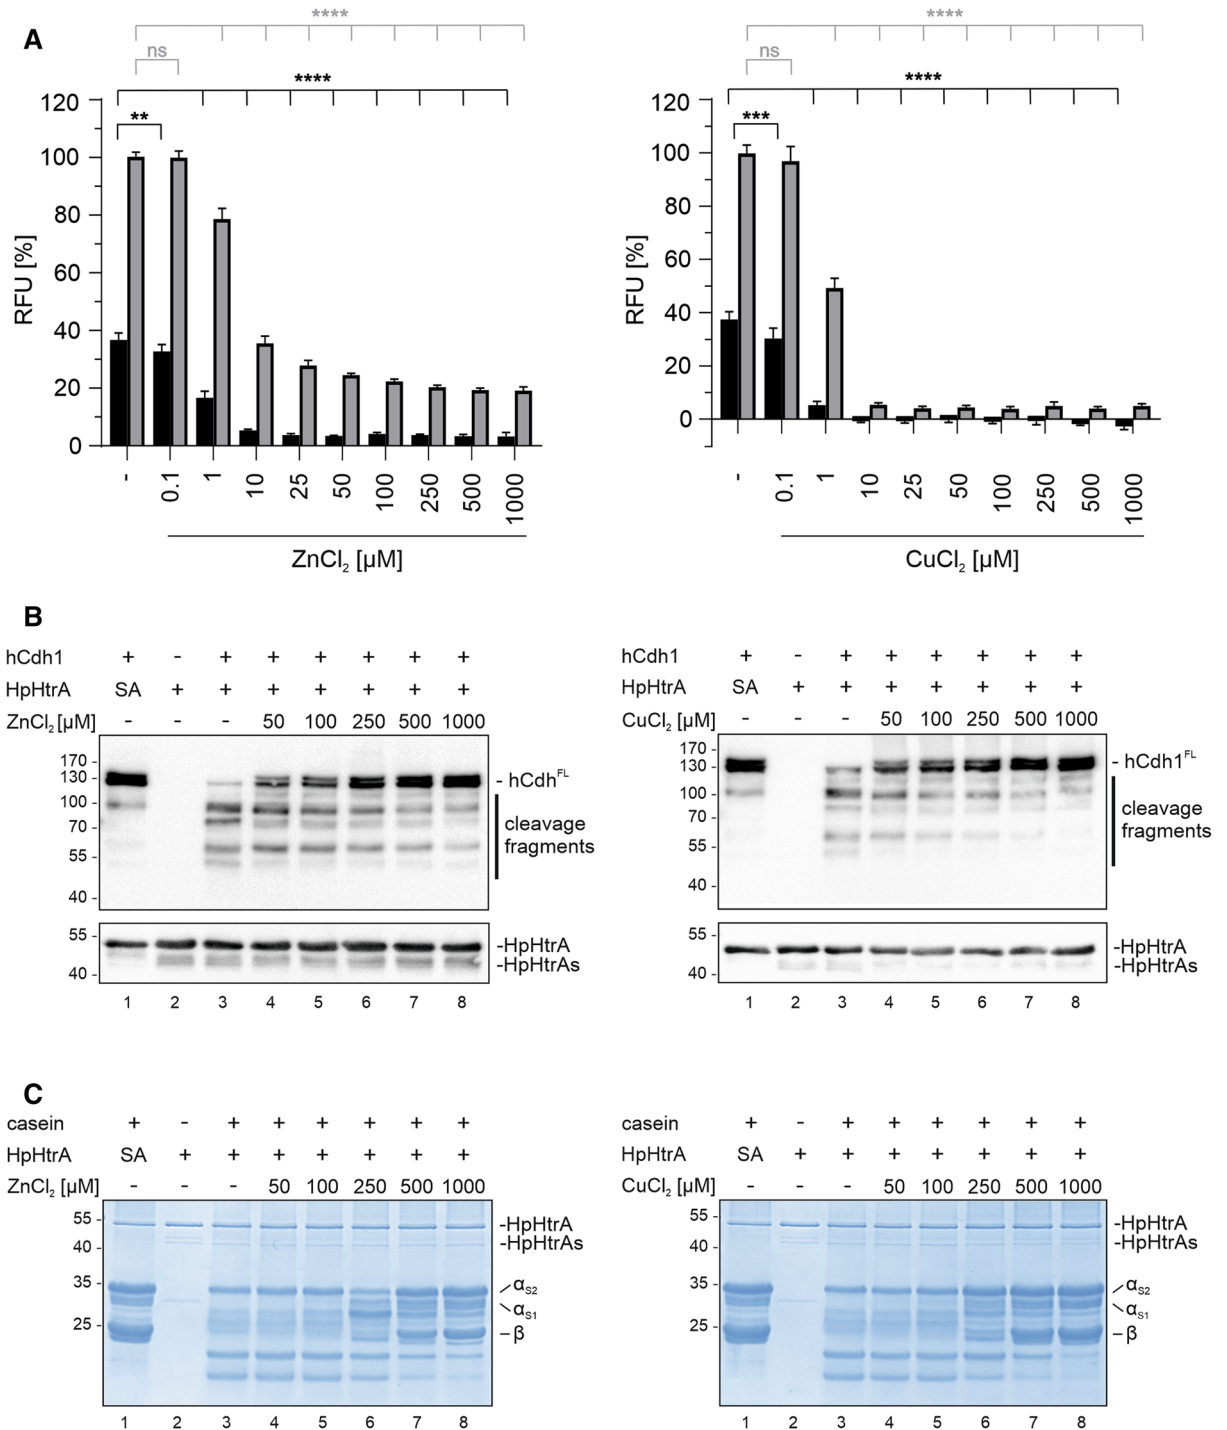 A
**** ****
ns ns
**** ****
** ***
120 120
100 100
80 80
60 60
40 40
20 20
0 0
RFU [%] RFU [%]
- 0.1 1 10 25 50 100 250 500 1000 - 0.1 1 10 25 50 100 250 500 1000
ZnCl₂ [µM] CuCl₂ [µM]
B
hCdh1 + - + + + + + + hCdh1 + - + + + + + +
HpHtrA SA + + + + + + + HpHtrA SA + + + + + + +
ZnCl₂ [µM] - - - 50 100 250 500 1000 CuCl₂ [µM] - - - 50 100 250 500 1000
170 - 170 -
130 - - hCdhFL 130 - - hCdh1FL
100 - 100 -
70 - cleavage 70 - cleavage
fragments fragments
55 - 55 -
40 - 40 -
55 - -HpHtrA 55 - -HpHtrA
40 - -HpHtrAs 40 - -HpHtrAs
1 2 3 4 5 6 7 8 1 2 3 4 5 6 7 8
C
casein + - + + + + + + casein + - + + + + + +
HpHtrA SA + + + + + + + HpHtrA SA + + + + + + +
ZnCl₂ [µM] - - - 50 100 250 500 1000 CuCl₂ [µM] - - - 50 100 250 500 1000
55 - -HpHtrA 55 - -HpHtrA
40 - -HpHtrAs 40 - -HpHtrAs
35 - αS2 35 - αS2
αS1 αS1
25 - β 25 - β
1 2 3 4 5 6 7 8 1 2 3 4 5 6 7 8